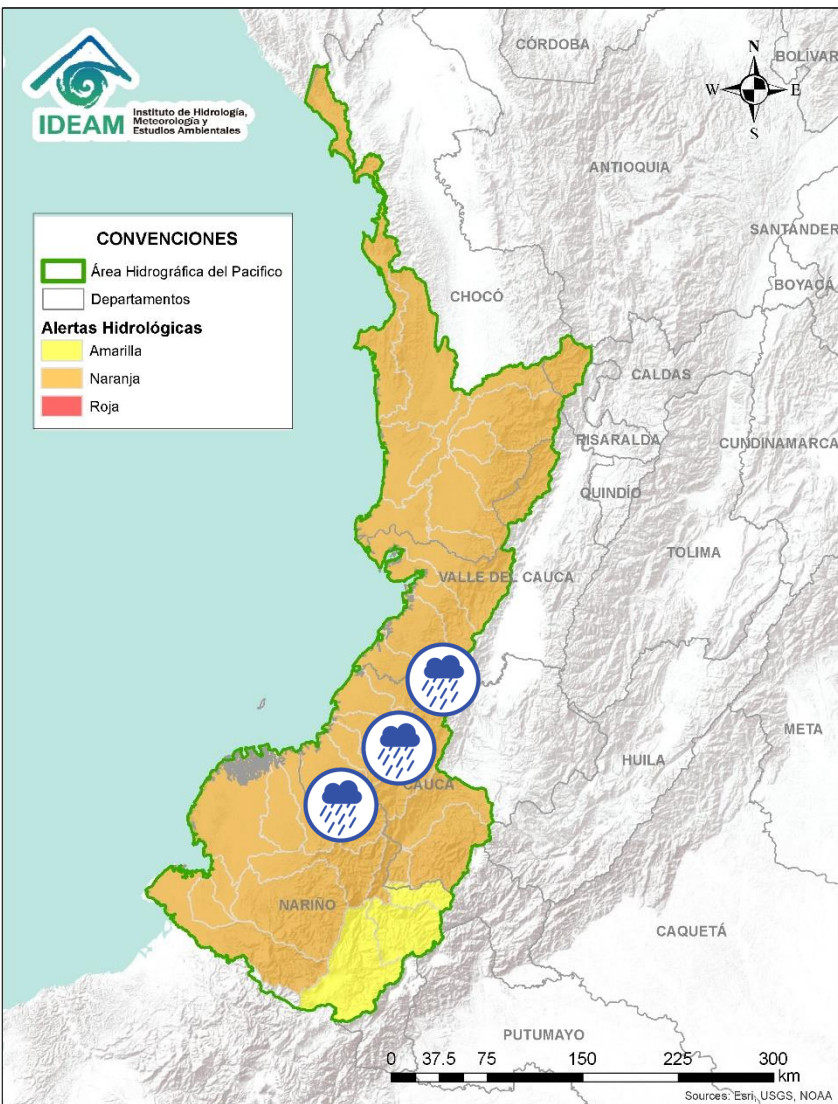 CÓRDOBA
BOLÍVAR
N
W E
S
IDEAM
Instituto de Hidrología,
Meteorología y
Estudios Ambientales
ANTIOQUIA
SANTANDER
CONVENCIONES
Área Hidrográfica del Pacifico
Departamentos
Alertas Hidrológicas
Amarilla
Naranja
Roja
BOYACÁ
CHOCÓ
CALDAS
RISARALDA
CUNDINAMARCA
QUINDÍO
TOLIMA
VALLE DEL CAUCA
META
HUILA
CAUCA
NARIÑO
CAQUETÁ
PUTUMAYO
0 37.5 75 150 225 300
km
Sources: Esri, USGS, NOAA